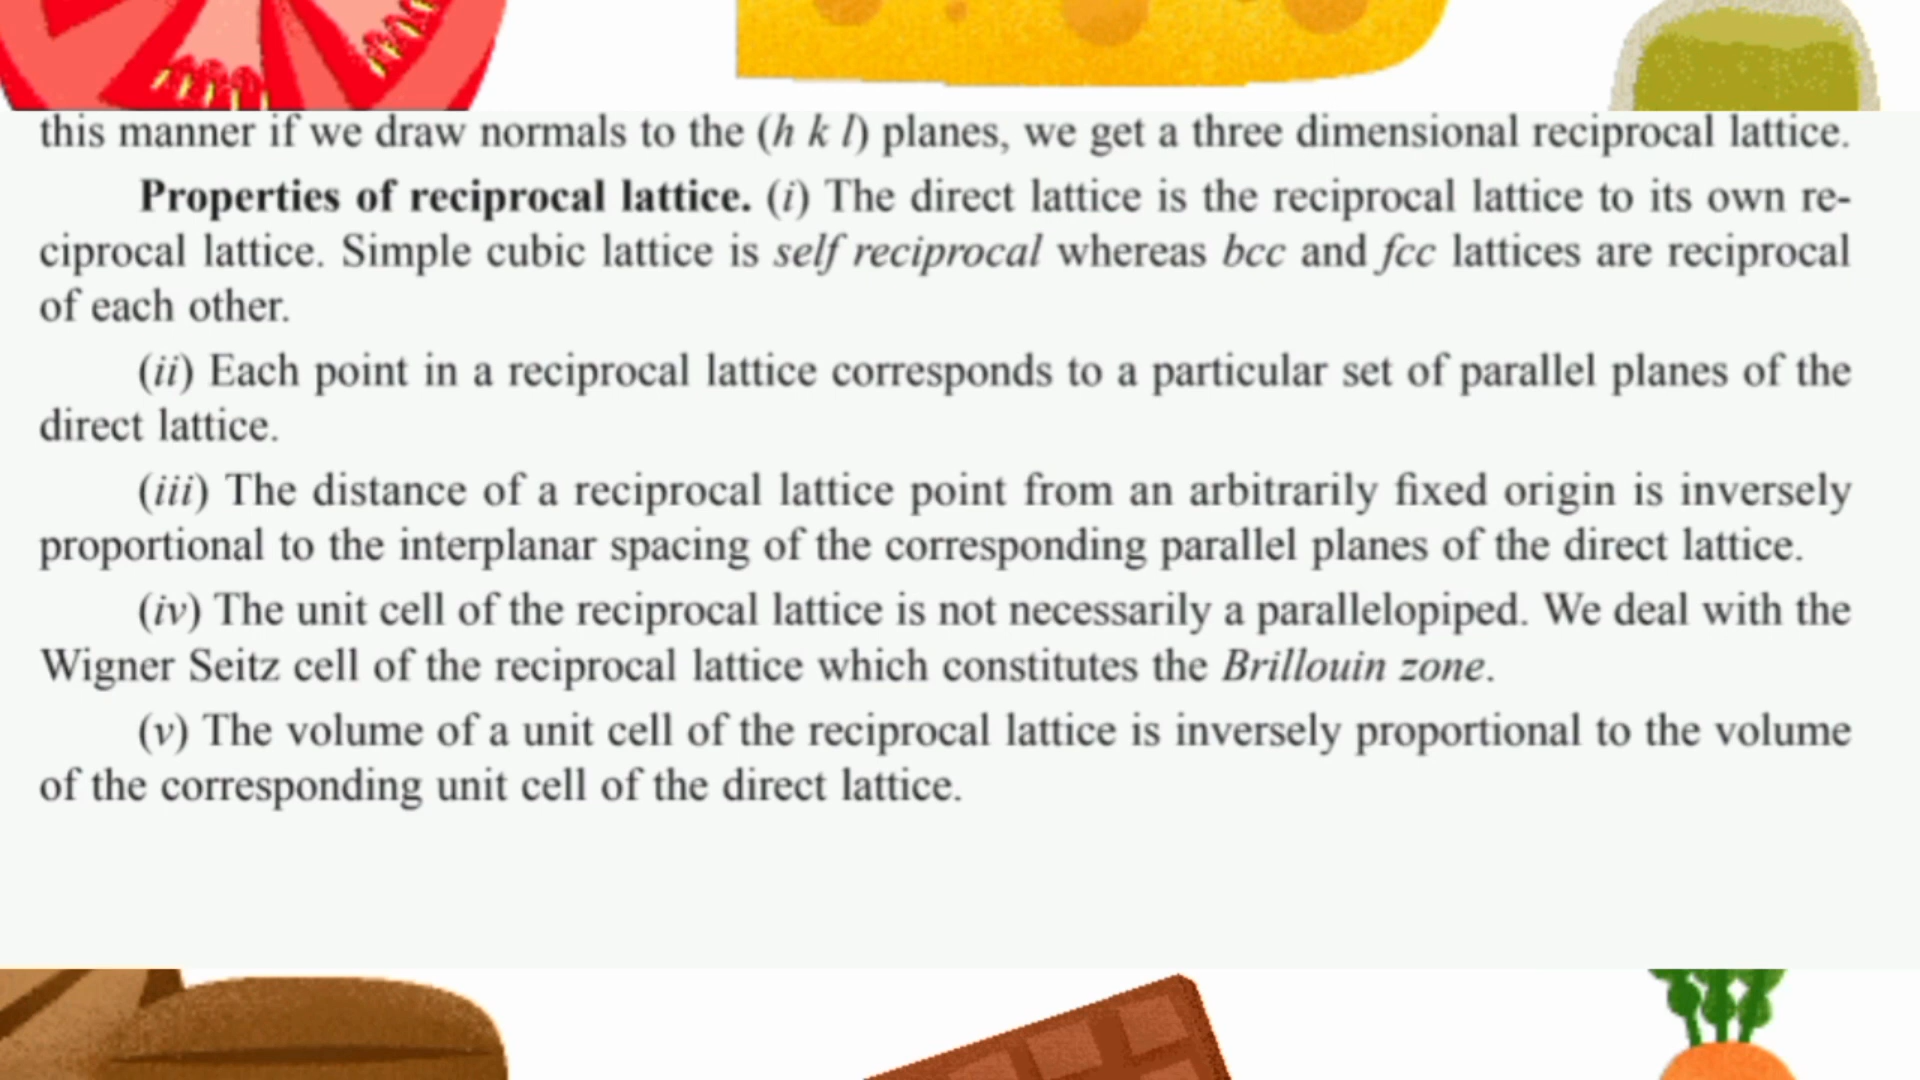 this manner if we draw normals to the (h k l) planes, we get a three dimensional reciprocal lattice.
Properties of reciprocal lattice. (i) The direct lattice is the reciprocal lattice to its own re-
ciprocal lattice. Simple cubic lattice is self reciprocal whereas bcc and fcc lattices are reciprocal
of each other.
(ii) Each point in a reciprocal lattice corresponds to a particular set of parallel planes of the
direct lattice.
(iii) The distance of a reciprocal lattice point from an arbitrarily fixed origin is inversely
proportional to the interplanar spacing of the corresponding parallel planes of the direct lattice.
(iv) The unit cell of the reciprocal lattice is not necessarily a parallelopiped. We deal with the
Wigner Seitz cell of the reciprocal lattice which constitutes the Brillouin zone.
(v) The volume of a unit cell of the reciprocal lattice is inversely proportional to the volume
of the corresponding unit cell of the direct lattice.